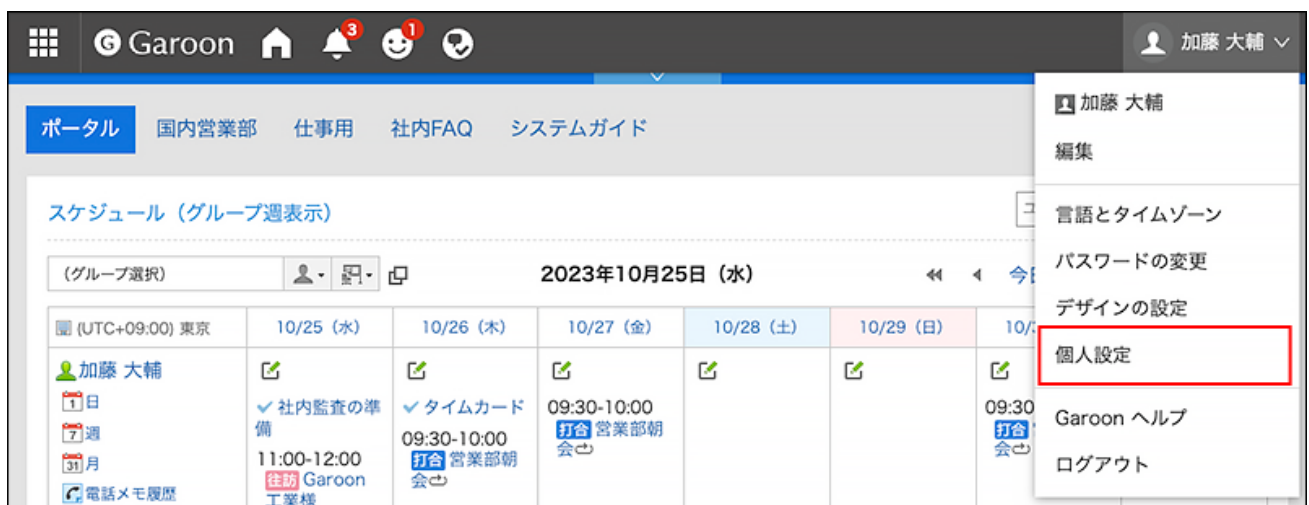 Garoon 3 1 加藤 大輔
加藤 大輔
編集
言語とタイムゾーン
パスワードの変更
デザインの設定
個人設定
Garoon ヘルプ
ログアウト
ポータル 国内営業部 仕事用 社内FAQ システムガイド
スケジュール（グループ週表示）
（グループ選択） 2023年10月25日（水）
(UTC+09:00) 東京 10/25（水） 10/26（木） 10/27（金） 10/28（土） 10/29（日）
加藤 大輔
1 日
7 週
31 月
電話メモ履歴
社内監査の準
備
11:00-12:00
往訪 Garoon
工業様
タイムカード
09:30-10:00
打合 営業部朝
会
09:30-10:00
打合 営業部朝
会
09:30
打合
会